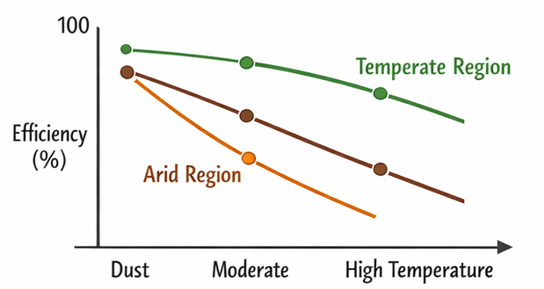 100
Temperate Region
Efficiency
(%)
Arid Region
Dust
Moderate
High Temperature